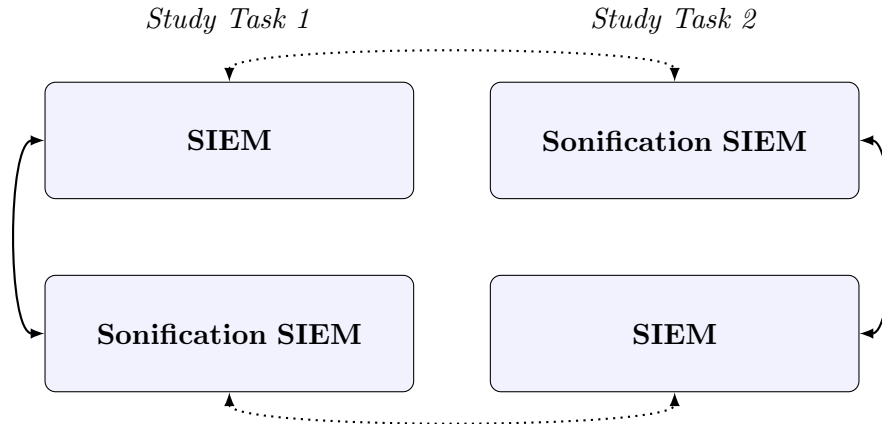 Study Task 1
Study Task 2
SIEM
Sonification SIEM
Sonification SIEM
SIEM